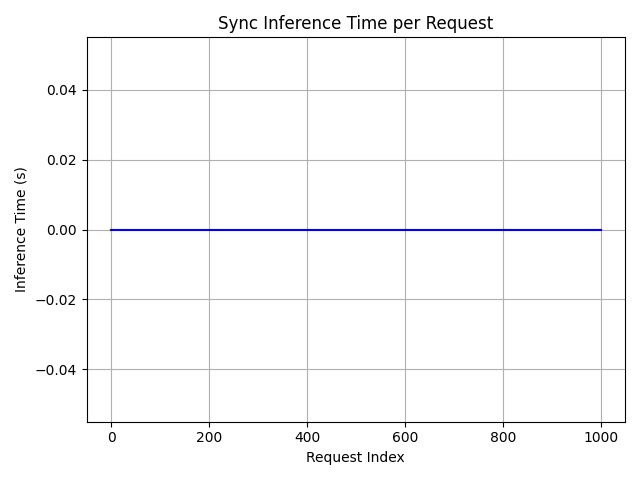 Sync Inference Time per Request
Inference Time (s)
0.04
0.02
0.00
−0.02
−0.04
0 200 400 600 800 1000
Request Index